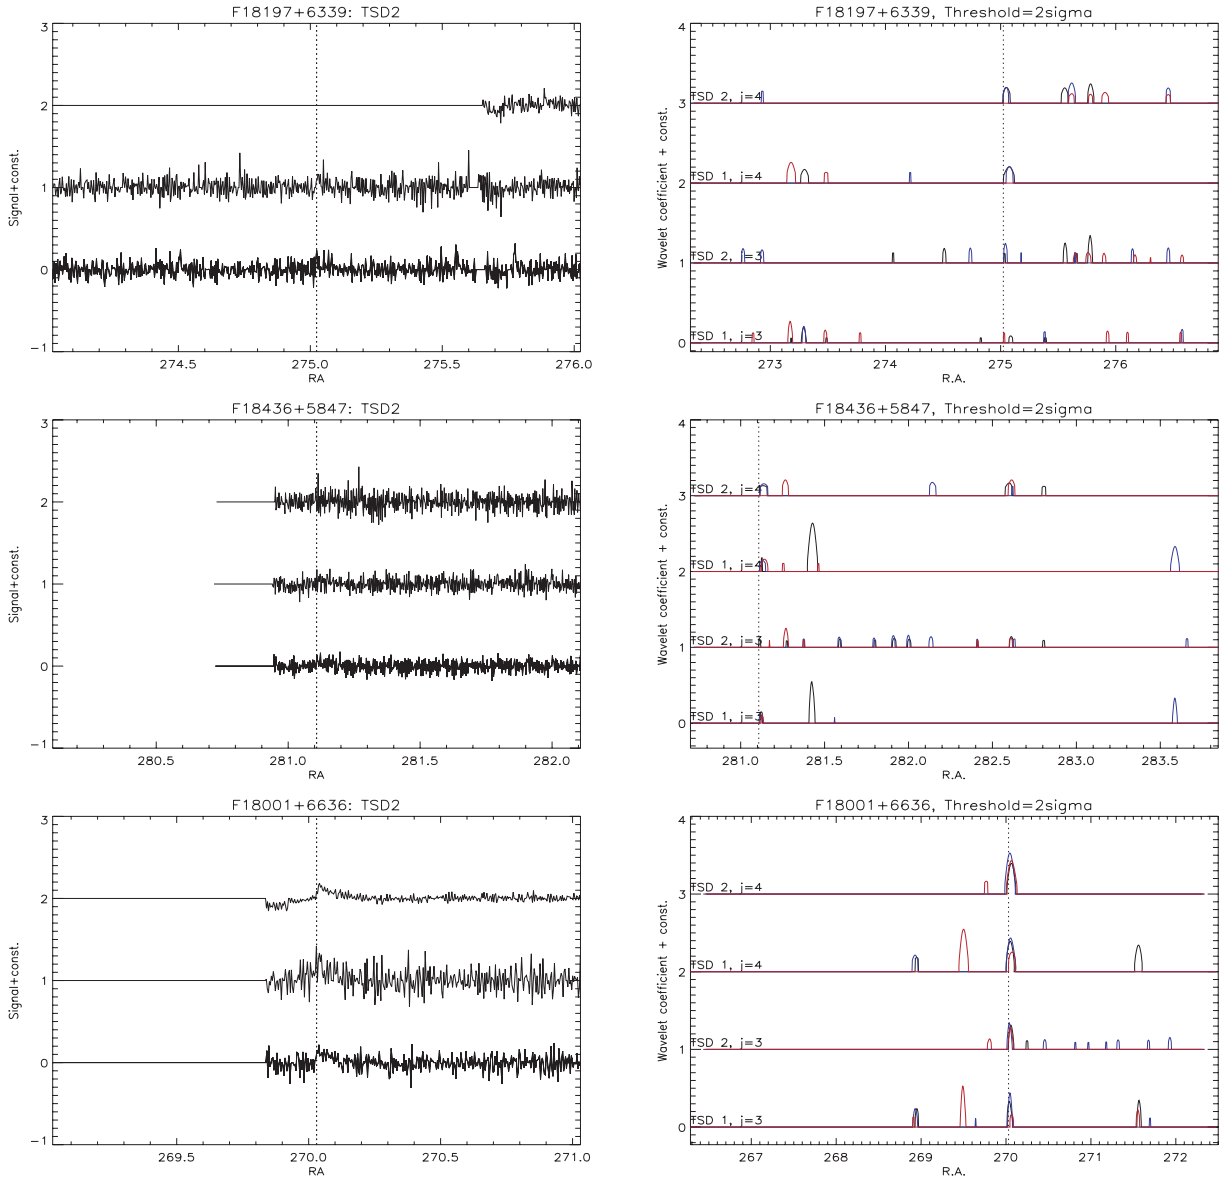 F18197+6339: TSD2
3
2
1
0
−1
Signal+const.
274.5
275.0
275.5
276.0
RA
F18197+6339, Threshold=2sigma
4
3
2
1
0
TSD 2, j=4
TSD 1, j=4
TSD 2, j=3
TSD 1, j=3
Wavelet coefficient + const.
273
274
275
276
R.A.
F18436+5847: TSD2
3
2
1
0
−1
Signal+const.
280.5
281.0
281.5
282.0
RA
F18436+5847, Threshold=2sigma
4
3
2
1
0
TSD 2, j=4
TSD 1, j=4
TSD 2, j=3
TSD 1, j=3
Wavelet coefficient + const.
281.0
281.5
282.0
282.5
283.0
283.5
R.A.
F18001+6636: TSD2
3
2
1
0
−1
Signal+const.
269.5
270.0
270.5
271.0
RA
F18001+6636, Threshold=2sigma
4
3
2
1
0
TSD 2, j=4
TSD 1, j=4
TSD 2, j=3
TSD 1, j=3
Wavelet coefficient + const.
267
268
269
270
271
272
R.A.